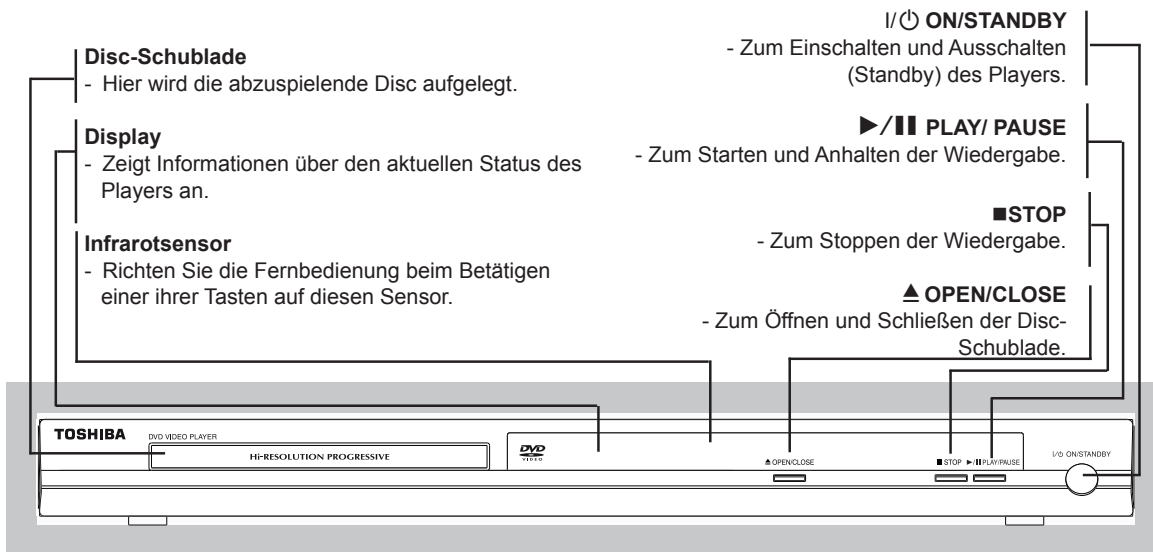 Disc-Schublade
- Hier wird die abzuspielende Disc aufgelegt.
Display
- Zeigt Informationen über den aktuellen Status des
Players an.
Infrarotsensor
- Richten Sie die Fernbedienung beim Betätigen
einer ihrer Tasten auf diesen Sensor.
I/⏻ ON/STANDBY
- Zum Einschalten und Ausschalten
(Standby) des Players.
▶/❚❚ PLAY/ PAUSE
- Zum Starten und Anhalten der Wiedergabe.
■STOP
- Zum Stoppen der Wiedergabe.
≜ OPEN/CLOSE
- Zum Öffnen und Schließen der Disc-
Schublade.
TOSHIBA
DVD VIDEO PLAYER
Hi-RESOLUTION PROGRESSIVE
DVD
VIDEO
≜ OPEN/CLOSE
■ STOP
▶/❚❚ PLAY/PAUSE
I/⏻ ON/STANDBY